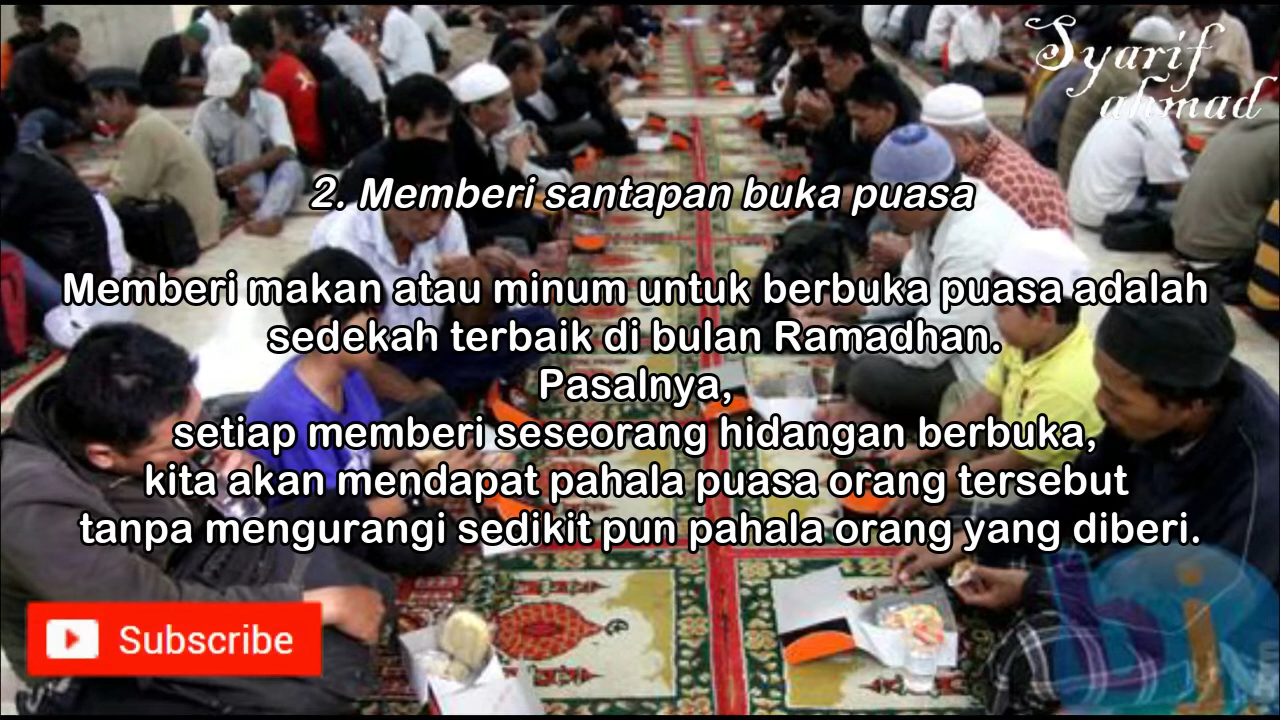 Syarif
ahmad
2. Memberi santapan buka puasa
Memberi makan atau minum untuk berbuka puasa adalah
sedekah terbaik di bulan Ramadhan.
Pasalnya,
setiap memberi seseorang hidangan berbuka,
kita akan mendapat pahala puasa orang tersebut
tanpa mengurangi sedikit pun pahala orang yang diberi.
Subscribe